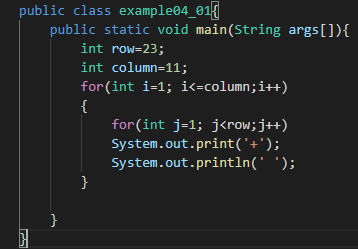 public class example04_01{
public static void main(String args[]){
int row=23;
int column=11;
for(int i=1; i<=column;i++)
{
for(int j=1; j<row;j++)
System.out.print('+');
System.out.println(' ');
}
}
}